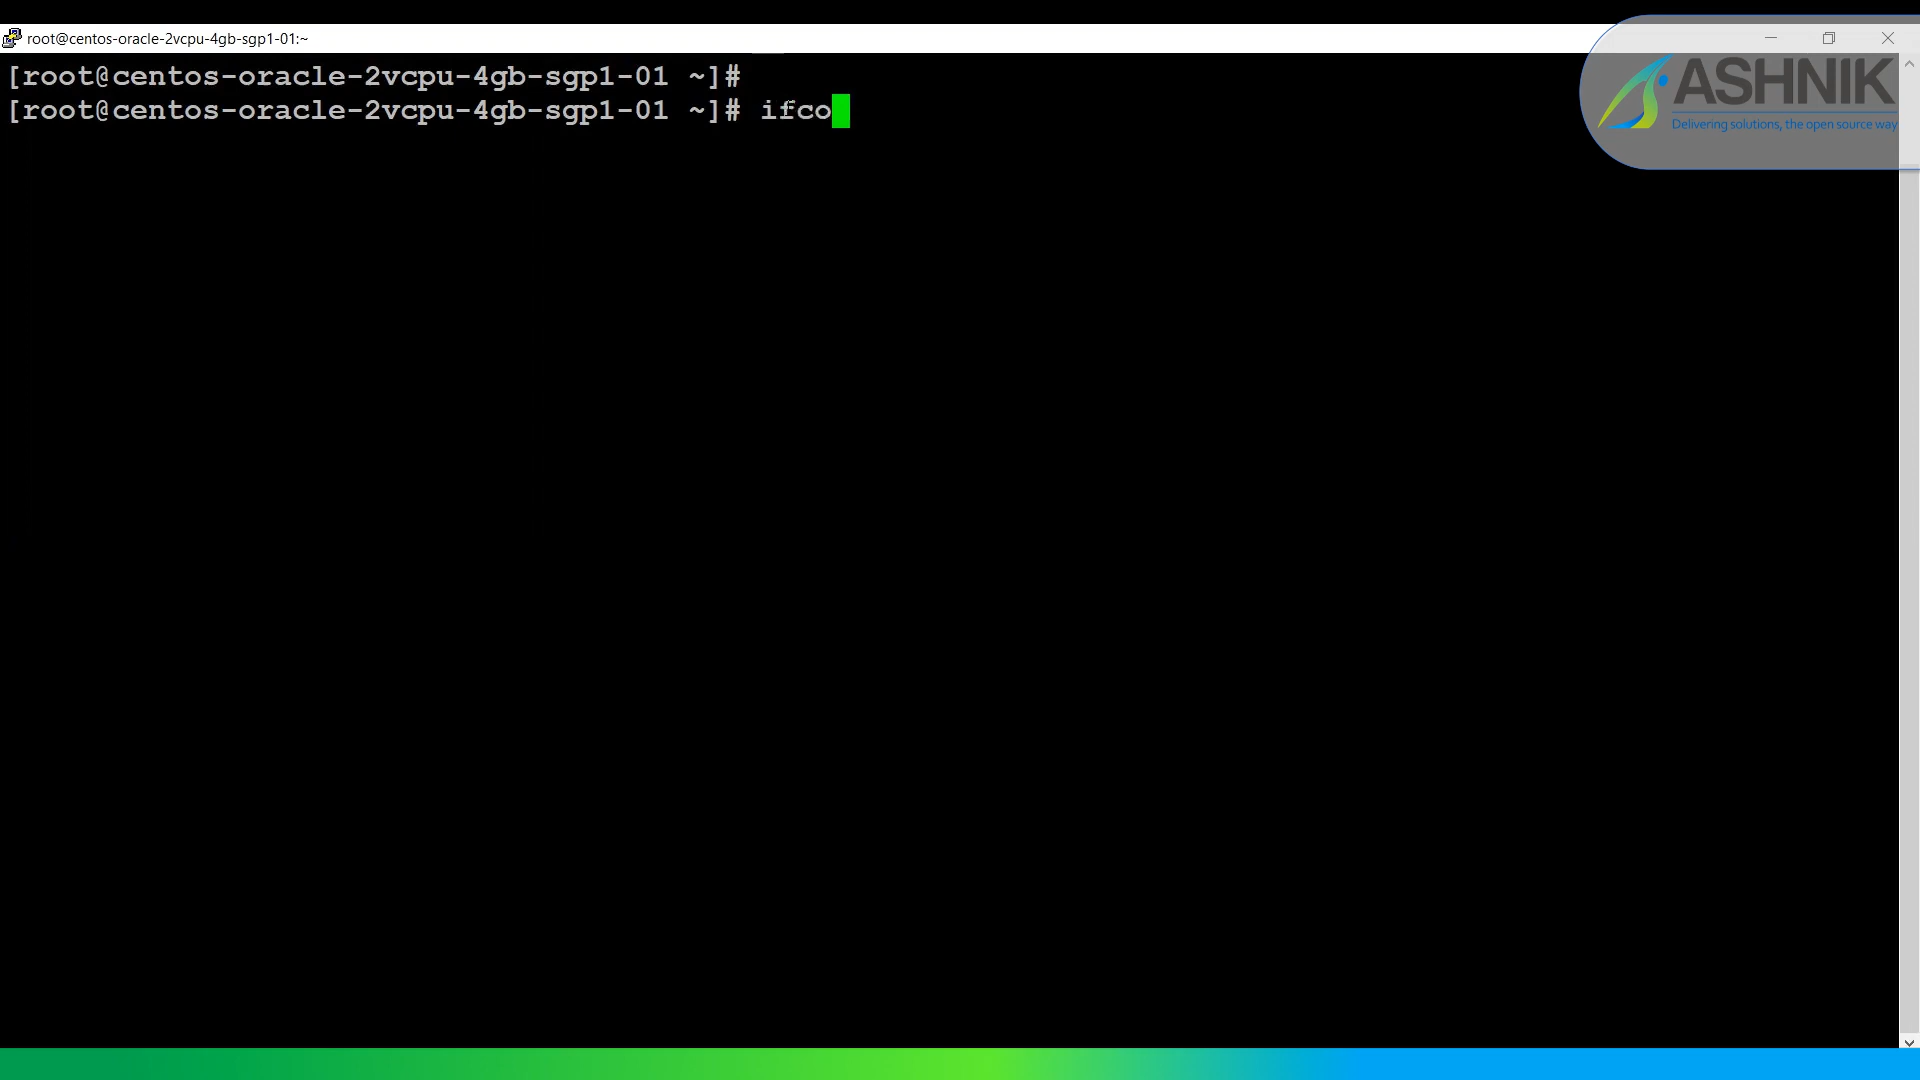 root@centos-oracle-2vcpu-4gb-sgp1-01:~
[root@centos-oracle-2vcpu-4gb-sgp1-01 ~]#
[root@centos-oracle-2vcpu-4gb-sgp1-01 ~]# ifco
ASHNIK
Delivering solutions, the open source way